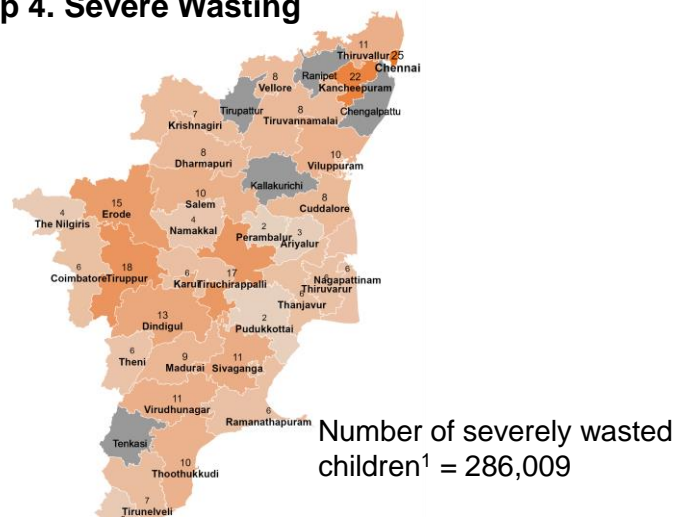 p 4. Severe Wasting
11
Thiruvallur 25
Chennai
Ranipet 22
Kancheepuram
8
Vellore
Tirupattur
Chengalpattu
8
Tiruvannamalai
7
Krishnagiri
8
Dharmapuri
10
Viluppuram
Kallakurichi
10
Salem
8
Cuddalore
15
Erode
4
The Nilgiris
4
Namakkal
2
Perambalur
3
Ariyalur
6
Coimbatore
18
Tiruppur
6
17
Tiruchirappalli
6
Nagapattinam
Thiruvarur
6
Thanjavur
13
Dindigul
2
Pudukkottai
6
Theni
9
Madurai
11
Sivaganga
11
Virudhunagar
6
Ramanathapuram
Tenkasi
10
Thoothukkudi
7
Tirunelveli
Number of severely wasted
children¹ = 286,009